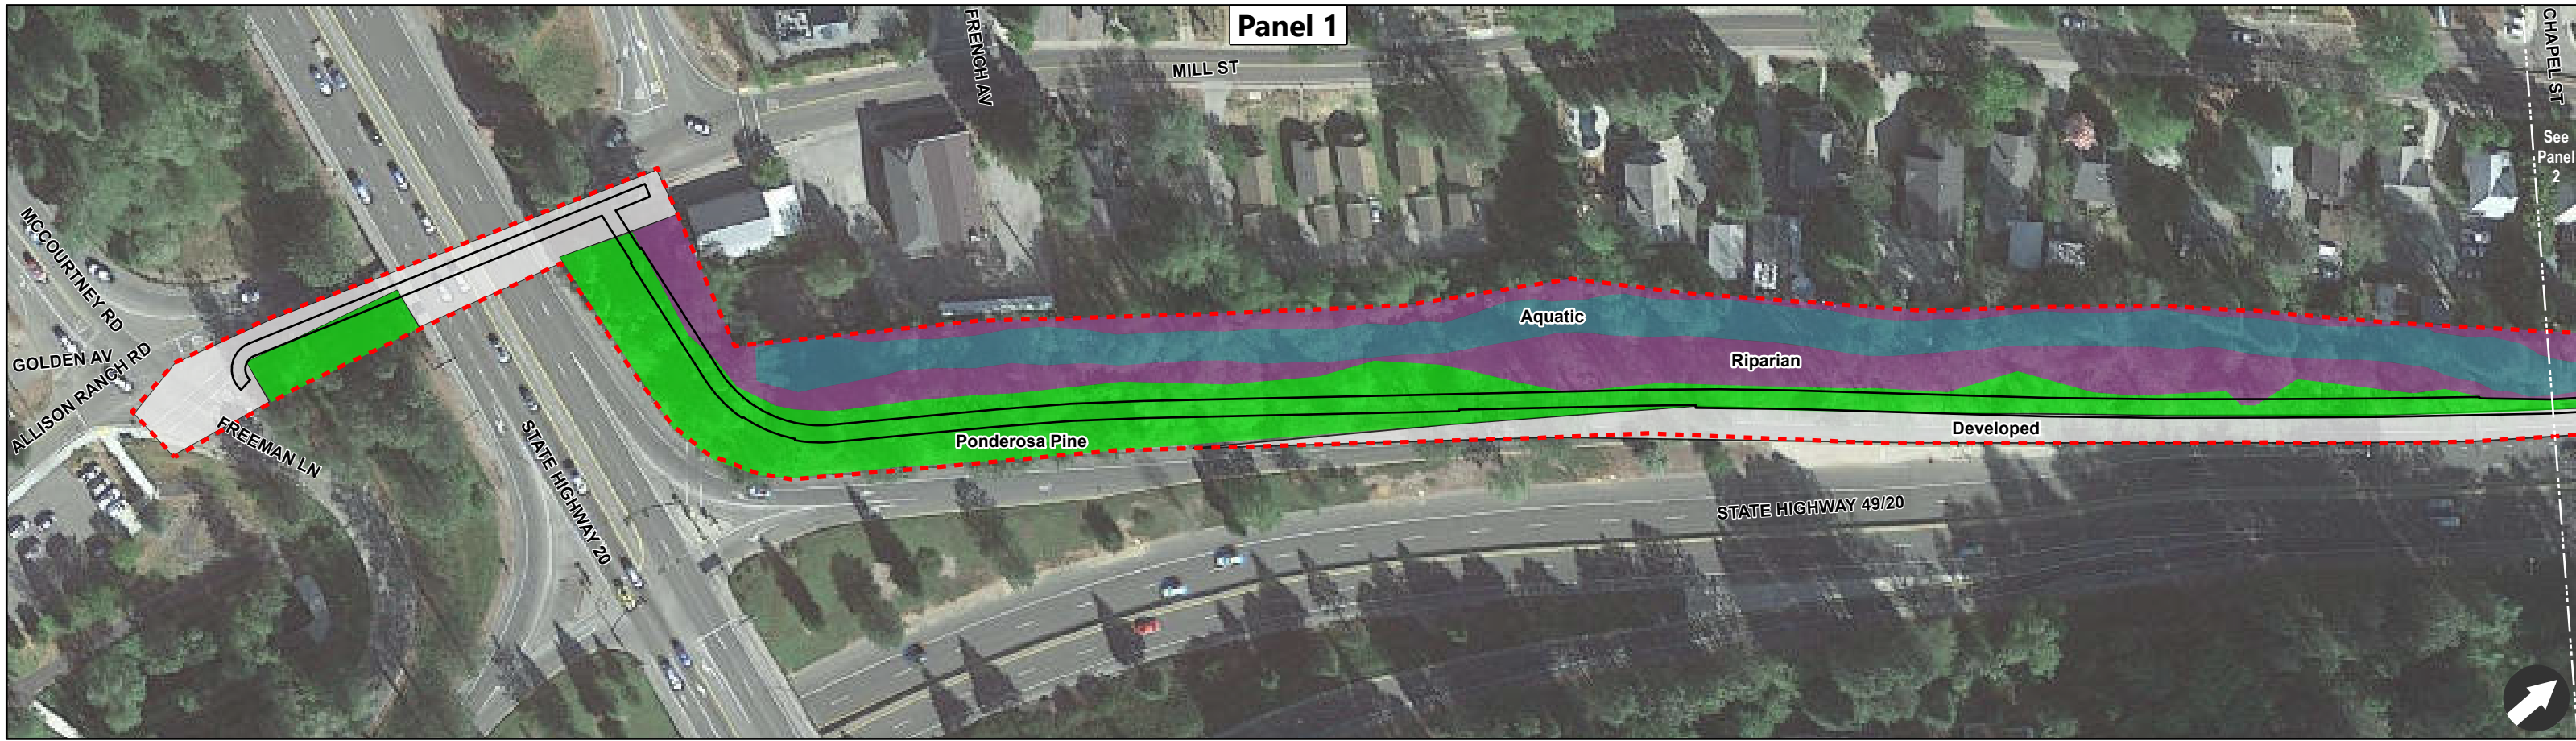 Panel 1
FRENCH AV
CHAPEL ST
MILL ST
See
Panel
2
MCCOURTNEY RD
GOLDEN AV
ALLISON RANCH RD
FREEMAN LN
STATE HIGHWAY 20
Aquatic
Riparian
Ponderosa Pine
Developed
STATE HIGHWAY 49/20